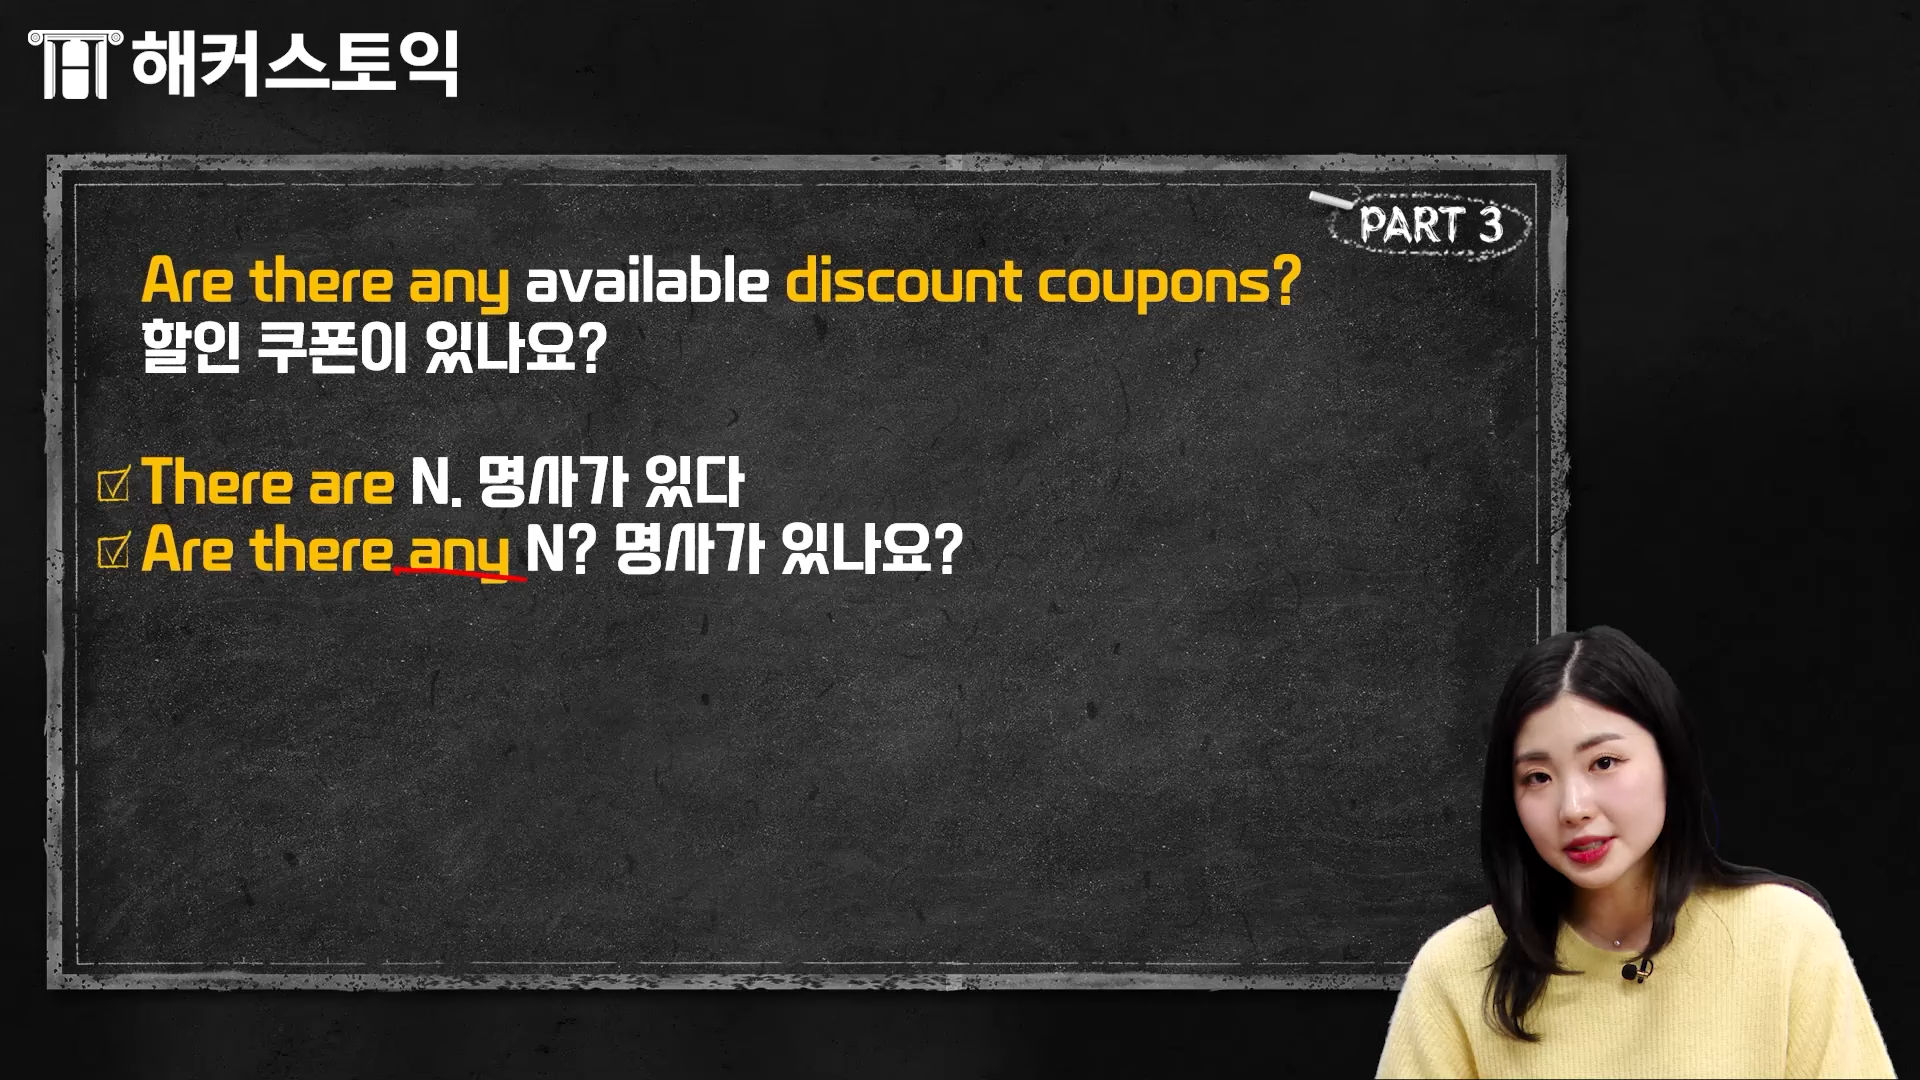 해커스토익
PART 3
Are there any available discount coupons?
할인 쿠폰이 있나요?
There are N. 명사가 있다
Are there any N? 명사가 있나요?